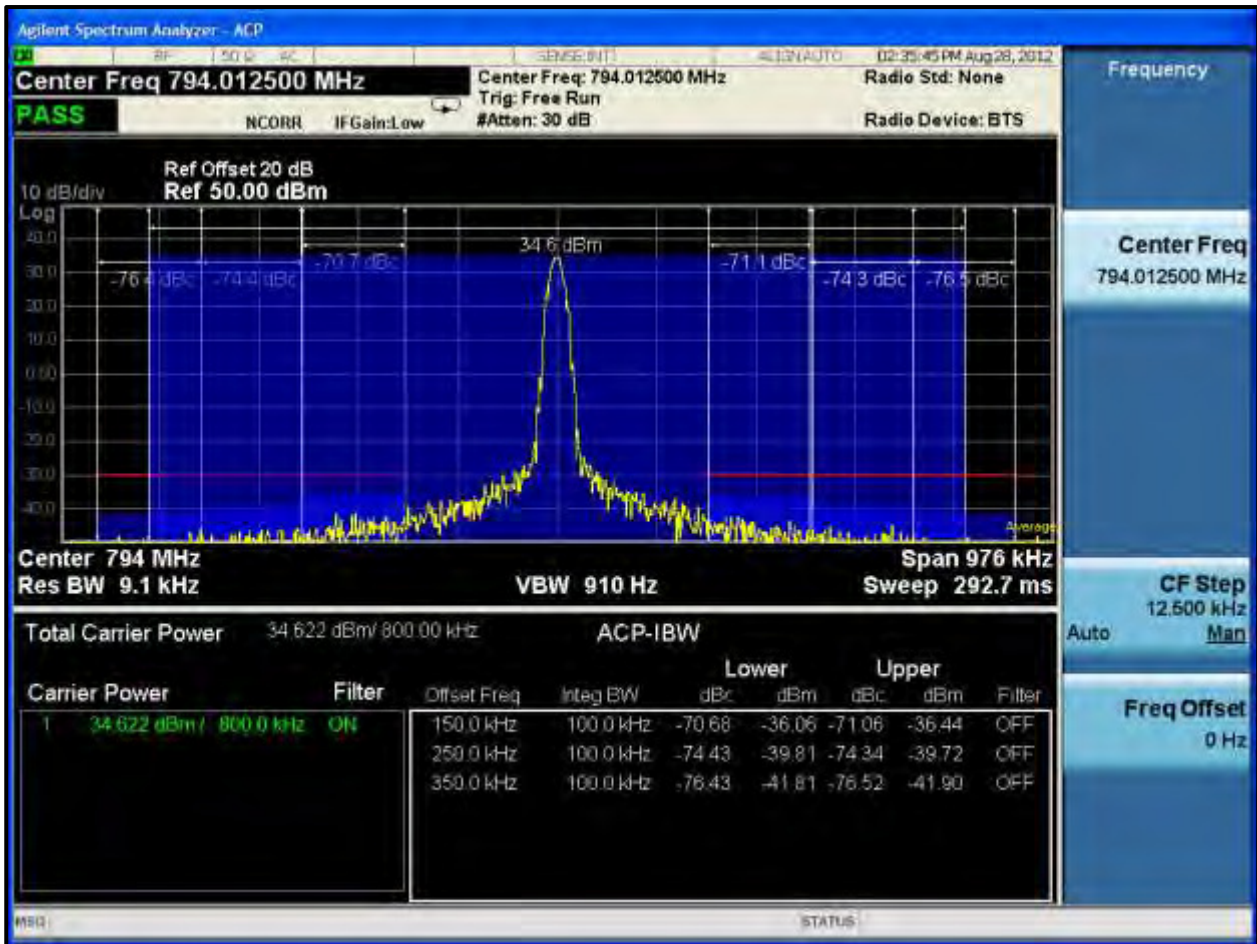 Agilent Spectrum Analyzer - ACP
RF 50 Ω AC SENSE:INT ALIGN AUTO 02:35:45 PM Aug 28, 2012
Center Freq 794.012500 MHz
Center Freq: 794.012500 MHz
Radio Std: None
Trig: Free Run
PASS
NCORR IFGain:Low
#Atten: 30 dB
Radio Device: BTS
Ref Offset 20 dB
10 dB/div Ref 50.00 dBm
Log
40.0
30.0
20.0
10.0
0.00
-10.0
-20.0
-30.0
-40.0
34.6 dBm
-76.4 dBc -74.4 dBc -70.7 dBc -71.1 dBc -74.3 dBc -76.5 dBc
Average
Center 794 MHz Span 976 kHz
Res BW 9.1 kHz VBW 910 Hz Sweep 292.7 ms
Total Carrier Power 34.622 dBm/ 800.00 kHz ACP-IBW
Lower Upper
Carrier Power Filter Offset Freq Integ BW dBc dBm dBc dBm Filter
1 34.622 dBm / 800.0 kHz ON 150.0 kHz 100.0 kHz -70.68 -36.06 -71.06 -36.44 OFF
250.0 kHz 100.0 kHz -74.43 -39.81 -74.34 -39.72 OFF
350.0 kHz 100.0 kHz -76.43 -41.81 -76.52 -41.90 OFF
MSG STATUS
Frequency
Center Freq
794.012500 MHz
CF Step
12.500 kHz
Auto Man
Freq Offset
0 Hz